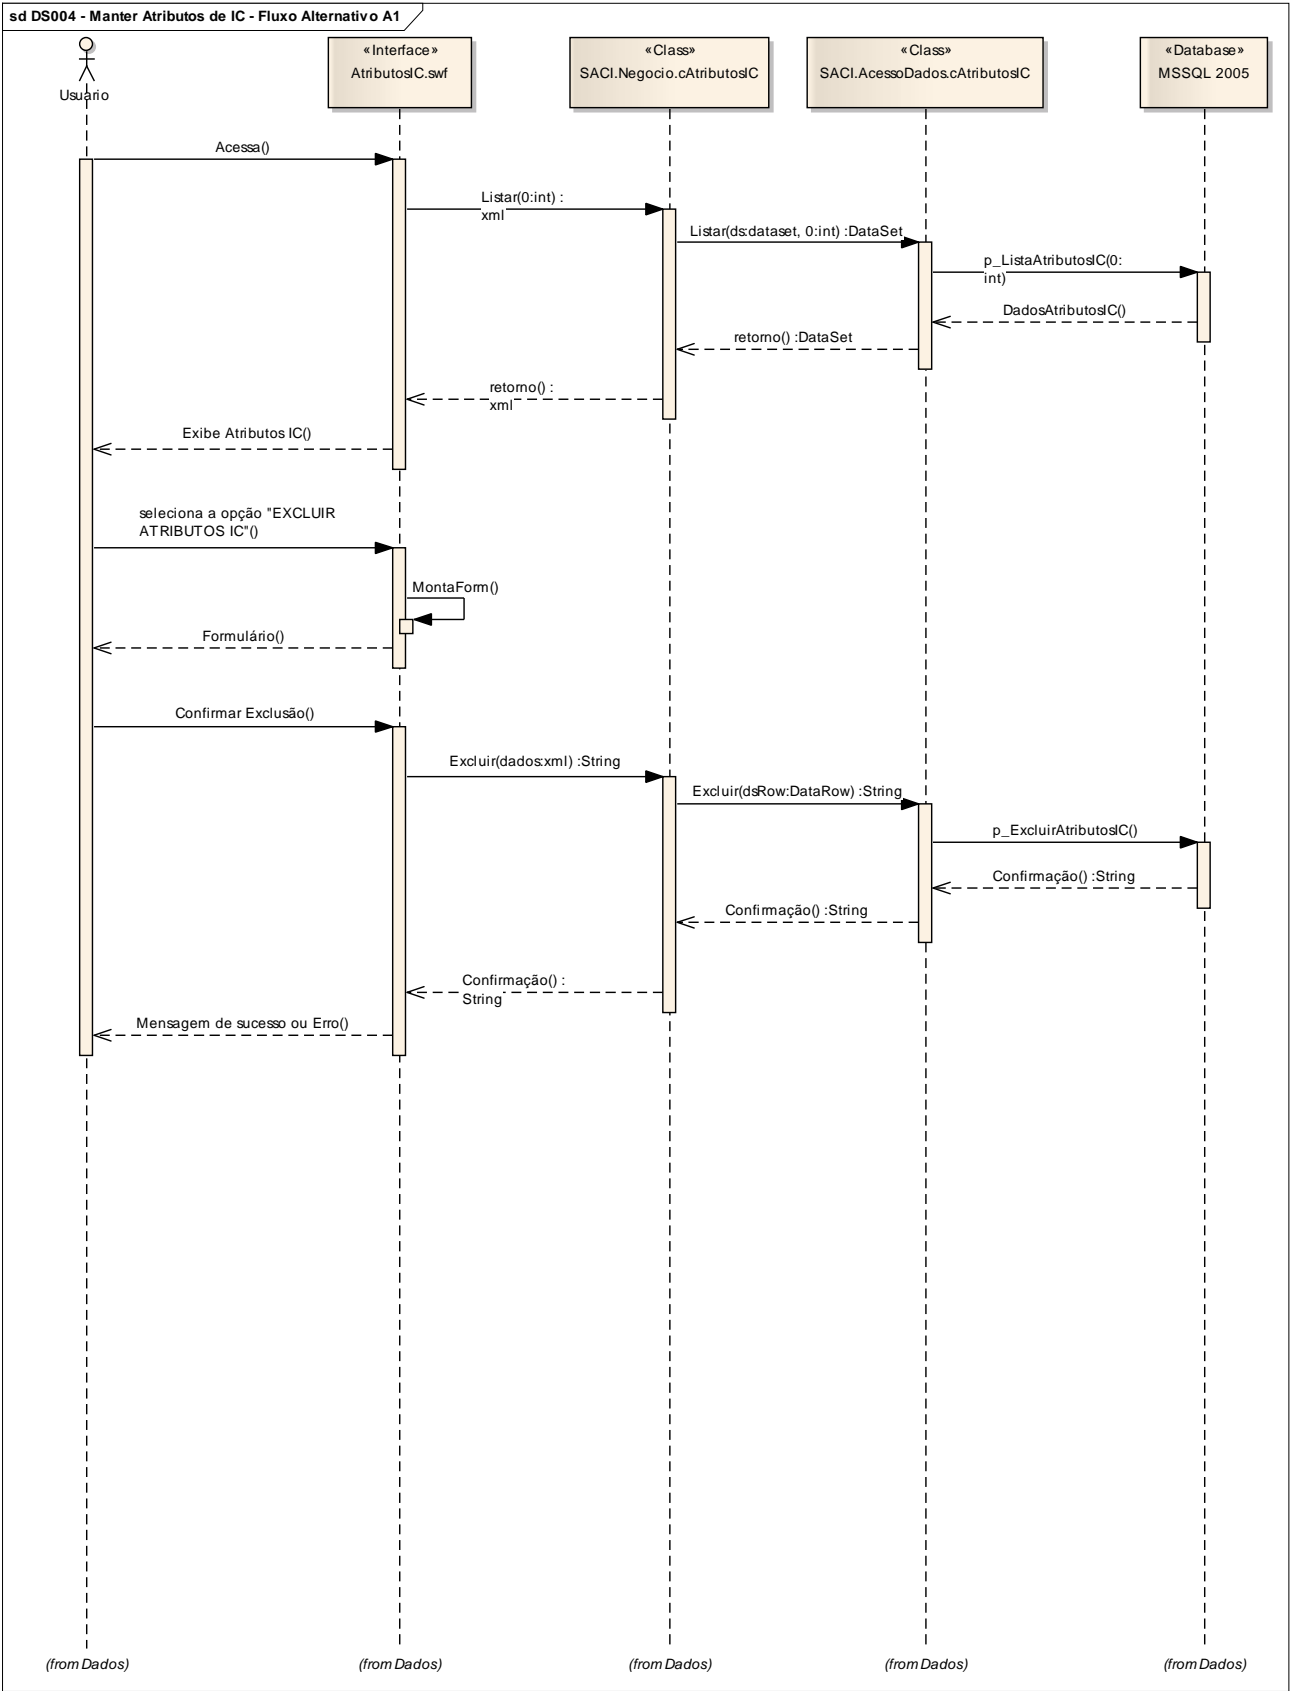 sd DS004 - Manter Atributos de IC - Fluxo Alternativo A1
Usuário
«Interface»
AtributosIC.swf
«Class»
SACI.Negocio.cAtributosIC
«Class»
SACI.AcessoDados.cAtributosIC
«Database»
MSSQL 2005
Acessa()
Listar(0:int) :
xml
Listar(ds:dataset, 0:int) :DataSet
p_ListaAtributosIC(0:
int)
DadosAtributosIC()
retorno() :DataSet
retorno() :
xml
Exibe Atributos IC()
seleciona a opção "EXCLUIR
ATRIBUTOS IC"()
MontaForm()
Formulário()
Confirmar Exclusão()
Excluir(dados:xml) :String
Excluir(dsRow:DataRow) :String
p_ExcluirAtributosIC()
Confirmação() :String
Confirmação() :String
Confirmação() :
String
Mensagem de sucesso ou Erro()
(from Dados)
(from Dados)
(from Dados)
(from Dados)
(from Dados)